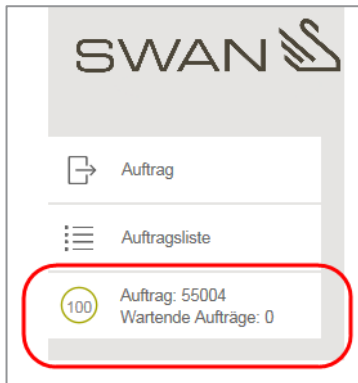 SWAN
Auftrag
Auftragsliste
100
Auftrag: 55004
Wartende Aufträge: 0